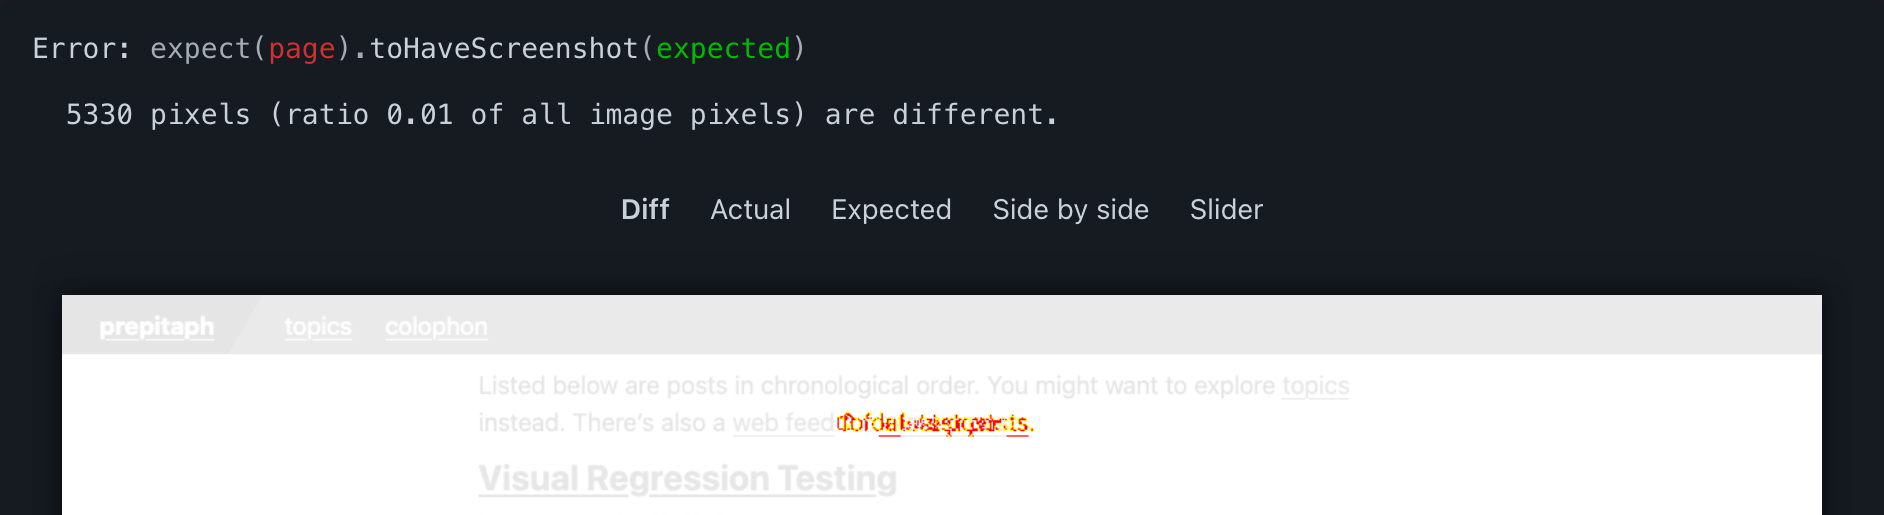 Error: expect(page).toHaveScreenshot(expected)
5330 pixels (ratio 0.01 of all image pixels) are different.
Diff Actual Expected Side by side Slider
prepitaph topics colophon
Listed below are posts in chronological order. You might want to explore topics
instead. There’s also a web feed
Visual Regression Testing